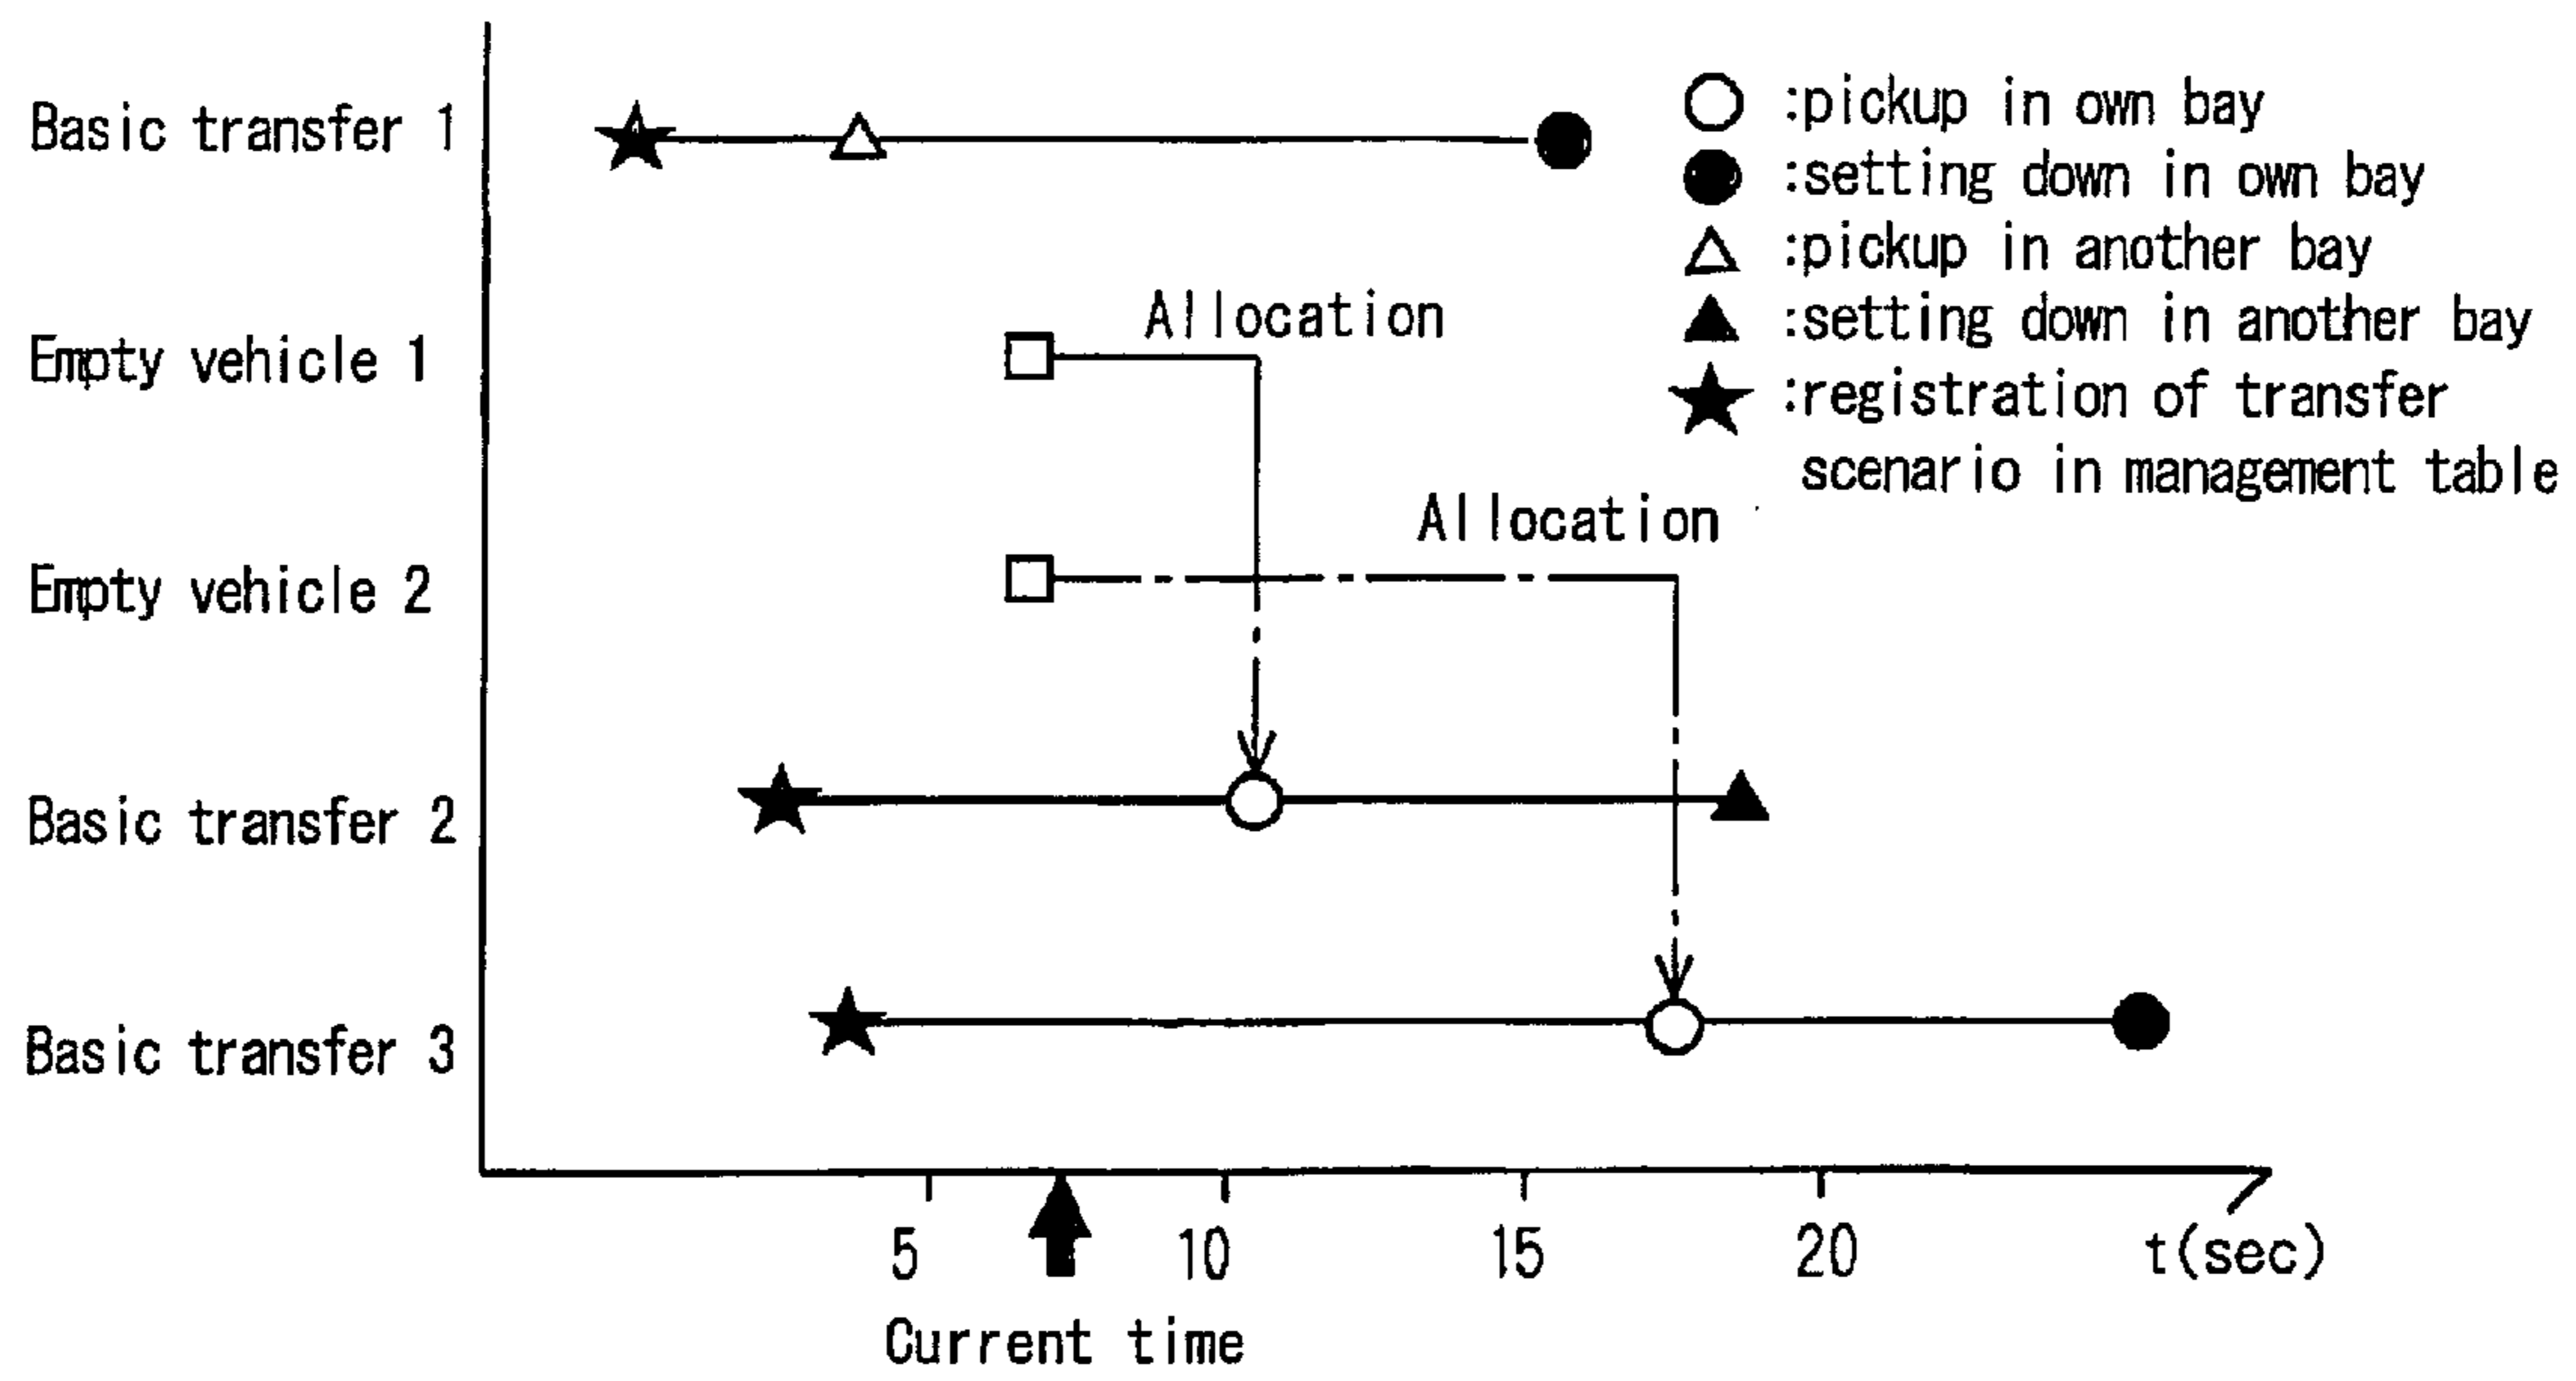 Basic transfer 1
Empty vehicle 1
Empty vehicle 2
Basic transfer 2
Basic transfer 3
Allocation
Allocation
:pickup in own bay
:setting down in own bay
:pickup in another bay
:setting down in another bay
:registration of transfer
scenario in management table
5
10
15
20
t(sec)
Current time